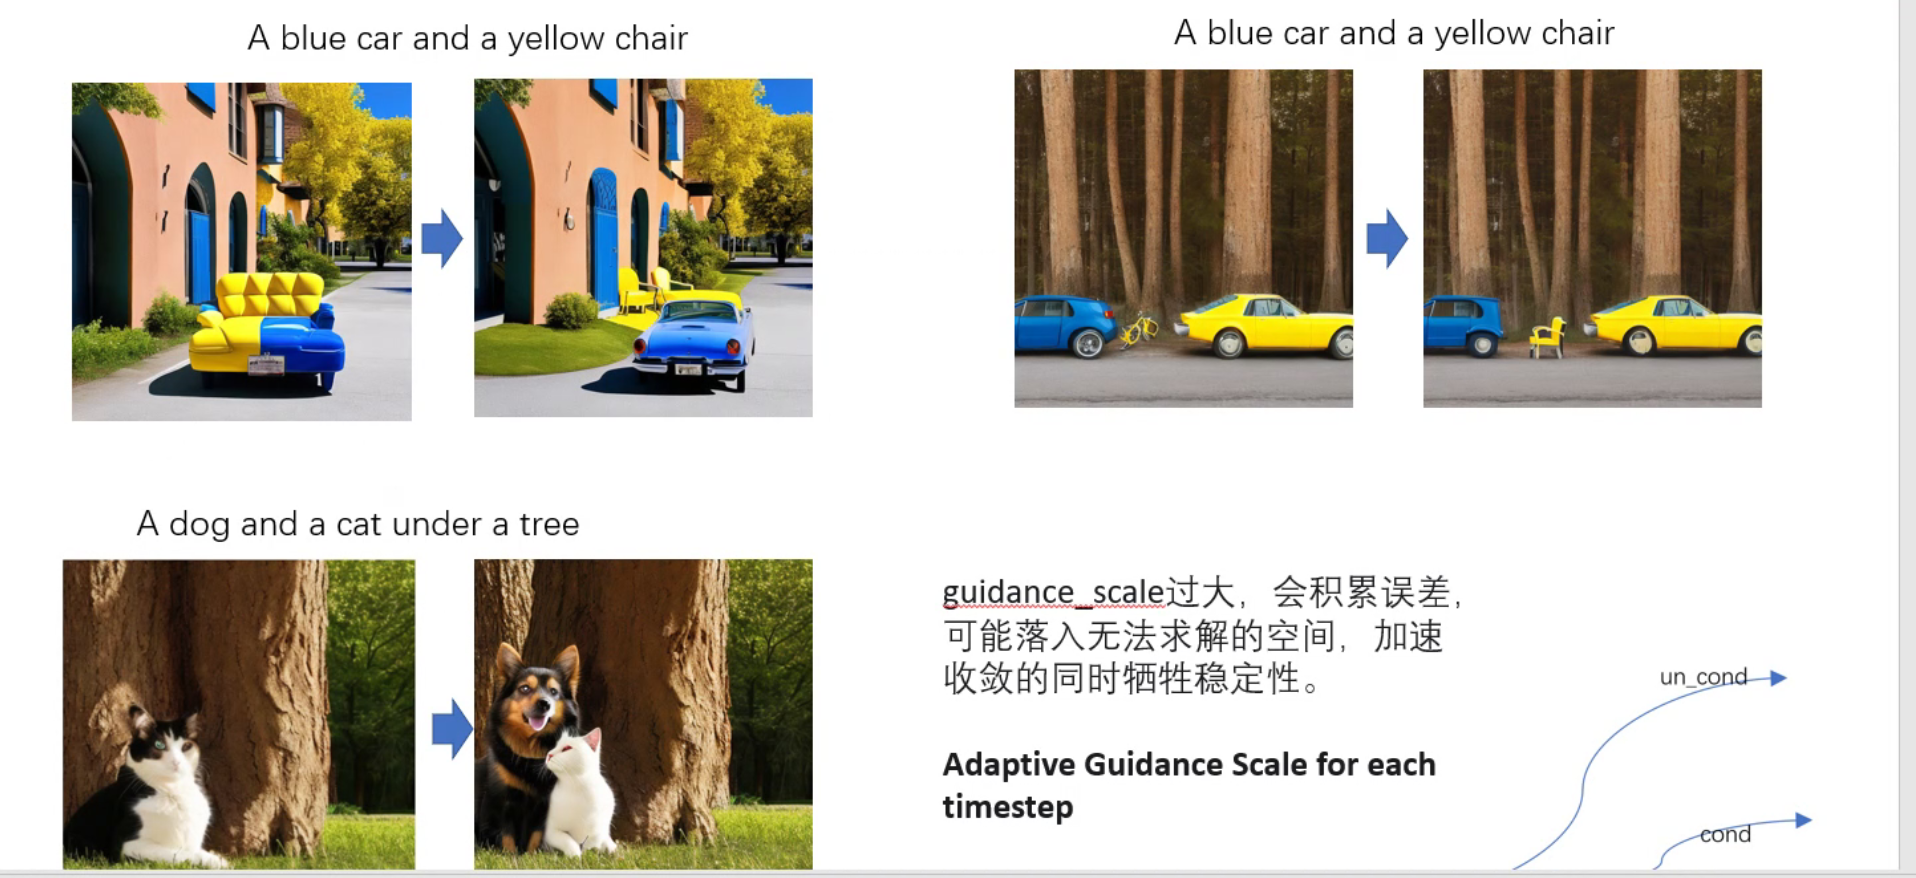 A blue car and a yellow chair
A blue car and a yellow chair
A dog and a cat under a tree
guidance_scale过大，会积累误差，
可能落入无法求解的空间，加速
收敛的同时牺牲稳定性。
Adaptive Guidance Scale for each
timestep
un_cond
cond